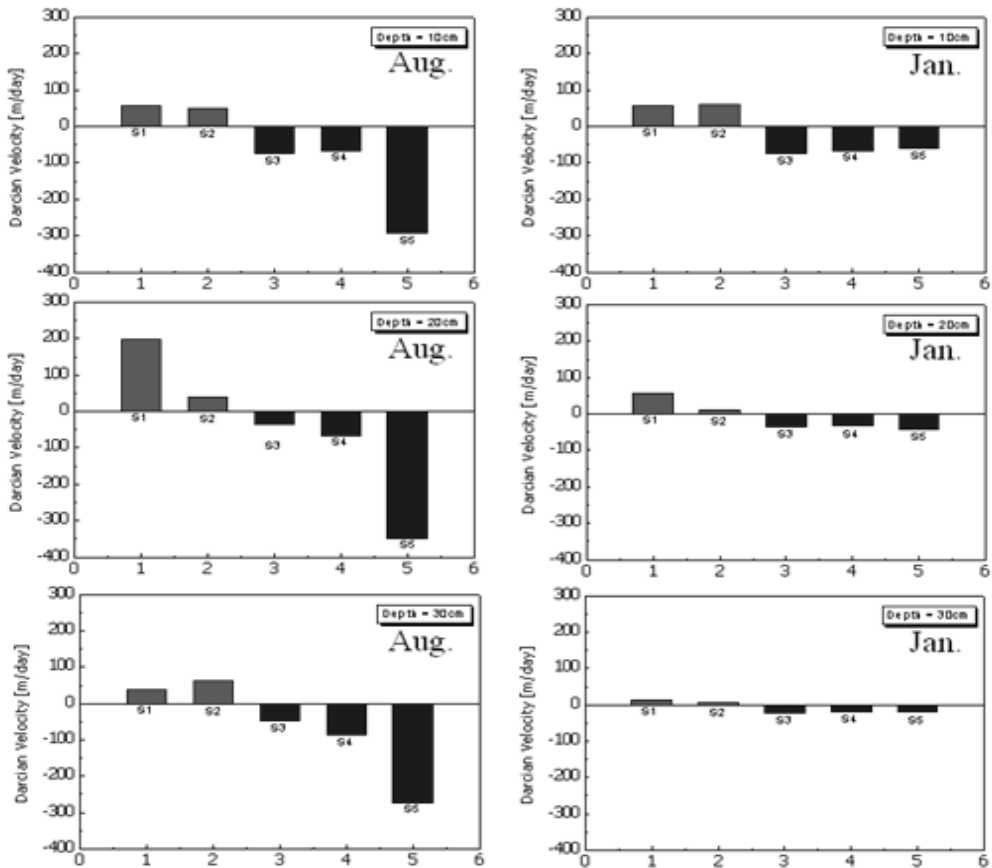 Darcian Velocity [m/day]
300
200
100
0
-100
-200
-300
-400
Depth = 10cm
Aug.
S1
S2
S3
S4
S5
0 1 2 3 4 5 6
Darcian Velocity [m/day]
300
200
100
0
-100
-200
-300
-400
Depth = 10cm
Jan.
S1
S2
S3
S4
S5
0 1 2 3 4 5 6
Darcian Velocity [m/day]
300
200
100
0
-100
-200
-300
-400
Depth = 20cm
Aug.
S1
S2
S3
S4
S5
0 1 2 3 4 5 6
Darcian Velocity [m/day]
300
200
100
0
-100
-200
-300
-400
Depth = 20cm
Jan.
S1
S2
S3
S4
S5
0 1 2 3 4 5 6
Darcian Velocity [m/day]
300
200
100
0
-100
-200
-300
-400
Depth = 30cm
Aug.
S1
S2
S3
S4
S5
0 1 2 3 4 5 6
Darcian Velocity [m/day]
300
200
100
0
-100
-200
-300
-400
Depth = 30cm
Jan.
S1
S2
S3
S4
S5
0 1 2 3 4 5 6